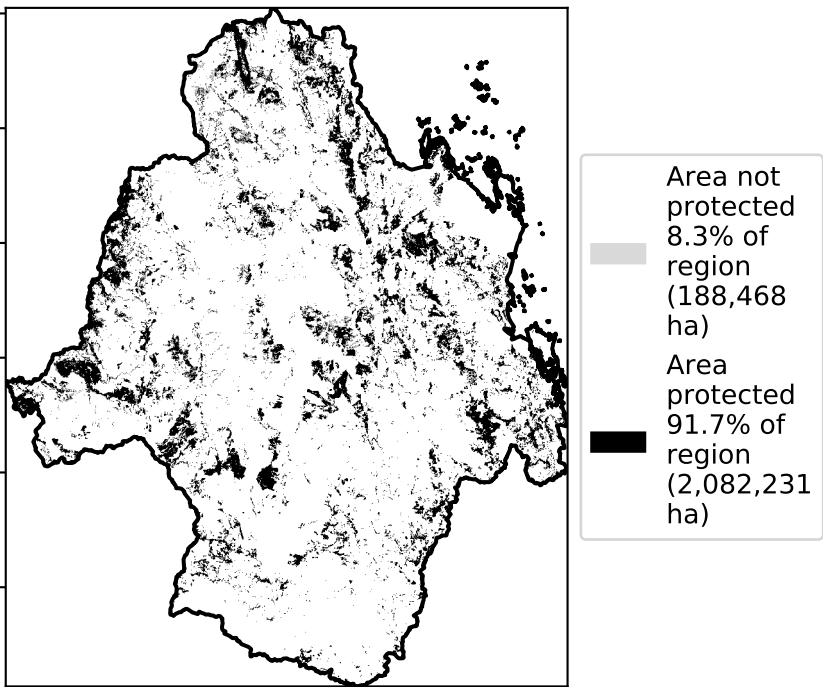 Area not
protected
8.3% of
region
(188,468
ha)
Area
protected
91.7% of
region
(2,082,231
ha)